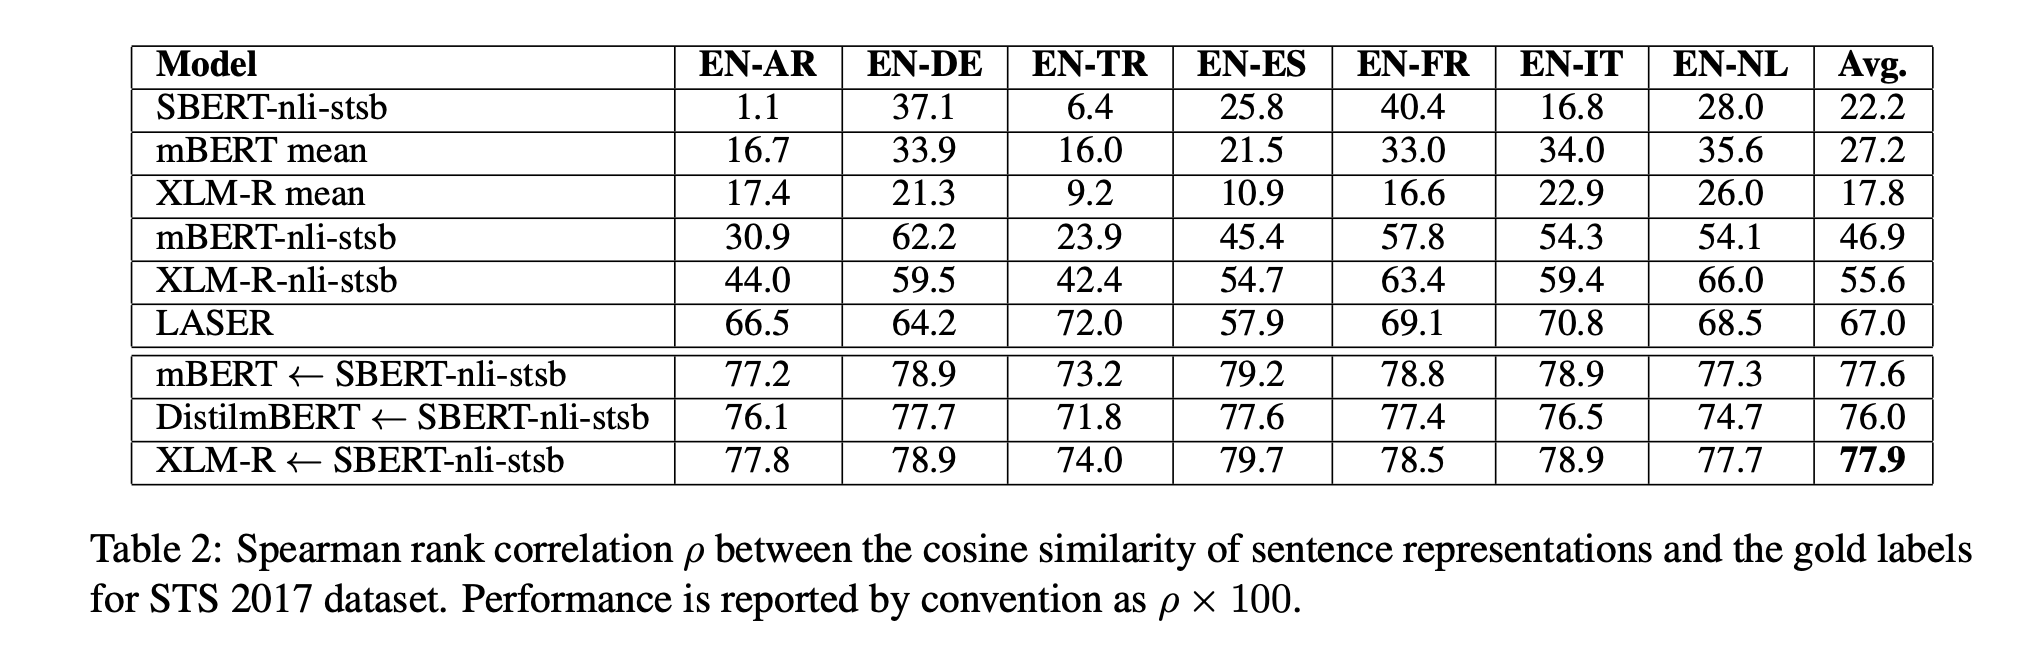 Model EN-AR EN-DE EN-TR EN-ES EN-FR EN-IT EN-NL Avg.
SBERT-nli-stsb 1.1 37.1 6.4 25.8 40.4 16.8 28.0 22.2
mBERT mean 16.7 33.9 16.0 21.5 33.0 34.0 35.6 27.2
XLM-R mean 17.4 21.3 9.2 10.9 16.6 22.9 26.0 17.8
mBERT-nli-stsb 30.9 62.2 23.9 45.4 57.8 54.3 54.1 46.9
XLM-R-nli-stsb 44.0 59.5 42.4 54.7 63.4 59.4 66.0 55.6
LASER 66.5 64.2 72.0 57.9 69.1 70.8 68.5 67.0
mBERT ← SBERT-nli-stsb 77.2 78.9 73.2 79.2 78.8 78.9 77.3 77.6
DistilmBERT ← SBERT-nli-stsb 76.1 77.7 71.8 77.6 77.4 76.5 74.7 76.0
XLM-R ← SBERT-nli-stsb 77.8 78.9 74.0 79.7 78.5 78.9 77.7 77.9
Table 2: Spearman rank correlation ρ between the cosine similarity of sentence representations and the gold labels
for STS 2017 dataset. Performance is reported by convention as ρ × 100.